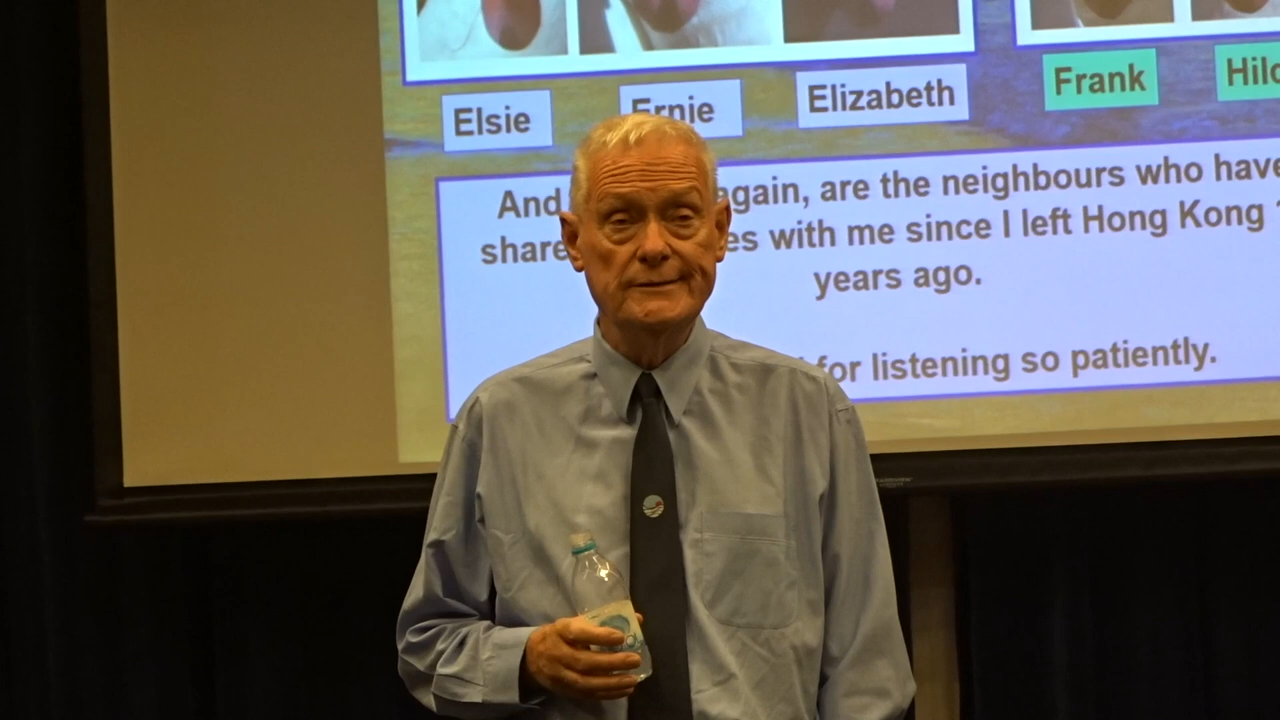 Elsie
Ernie
Elizabeth
Frank
And again, are the neighbours who have
share es with me since I left Hong Kong
years ago.
for listening so patiently.